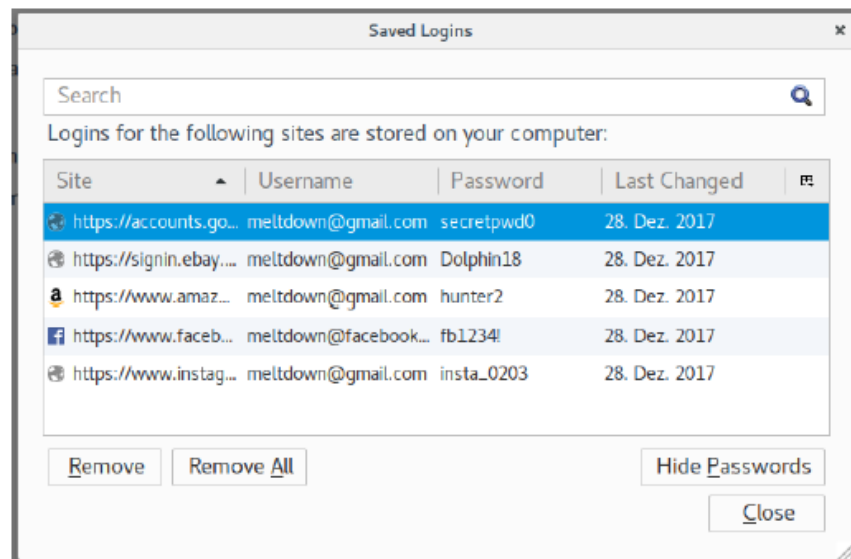 Saved Logins
Search
Logins for the following sites are stored on your computer:
Site Username Password Last Changed
https://accounts.go... meltdown@gmail.com secretpwd0 28. Dez. 2017
https://signin.ebay.... meltdown@gmail.com Dolphin18 28. Dez. 2017
https://www.amaz... meltdown@gmail.com hunter2 28. Dez. 2017
https://www.faceb... meltdown@facebook... fb1234! 28. Dez. 2017
https://www.instag... meltdown@gmail.com insta_0203 28. Dez. 2017
Remove Remove All Hide Passwords
Close